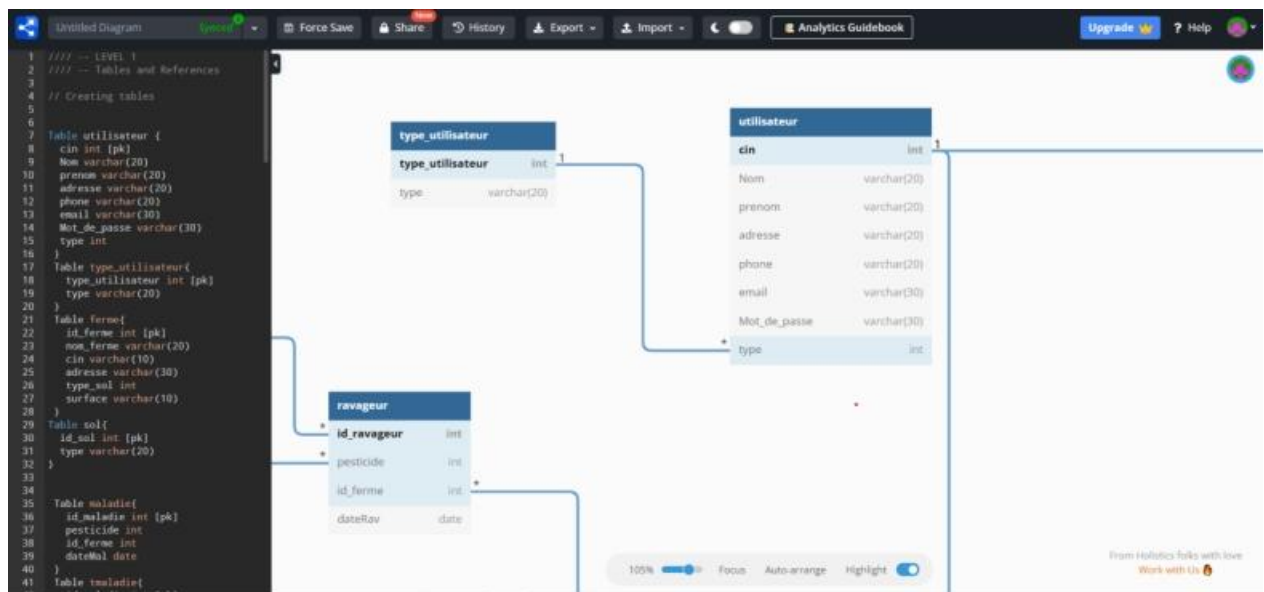 Untitled Diagram Synced Force Save Share New History Export Import Analytics Guidebook Upgrade ? Help
1 //// -- LEVEL 1
2 //// -- Tables and References
3
4 // Creating tables
5
6
7 Table utilisateur {
8 cin int [pk]
9 Nom varchar(20)
10 prenom varchar(20)
11 adresse varchar(20)
12 phone varchar(20)
13 email varchar(30)
14 Mot_de_passe varchar(30)
15 type int
16 }
17 Table type_utilisateur{
18 type_utilisateur int [pk]
19 type varchar(20)
20 }
21 Table ferme{
22 id_ferme int [pk]
23 nom_ferme varchar(20)
24 cin varchar(10)
25 adresse varchar(30)
26 type_sol int
27 surface varchar(10)
28 }
29 Table sol{
30 id_sol int [pk]
31 type varchar(20)
32 }
33
34
35 Table maladie{
36 id_maladie int [pk]
37 pesticide int
38 id_ferme int
39 dateMal date
40 }
41 Table tmaladie{
type_utilisateur
type_utilisateur int 1
type varchar(20)
utilisateur
cin int 1
Nom varchar(20)
prenom varchar(20)
adresse varchar(20)
phone varchar(20)
email varchar(30)
Mot_de_passe varchar(30)
* type int
ravageur
* id_ravageur int
* pesticide int
id_ferme int *
dateRav date
105% Focus Auto-arrange Highlight
From Holistics folks with love
Work with Us